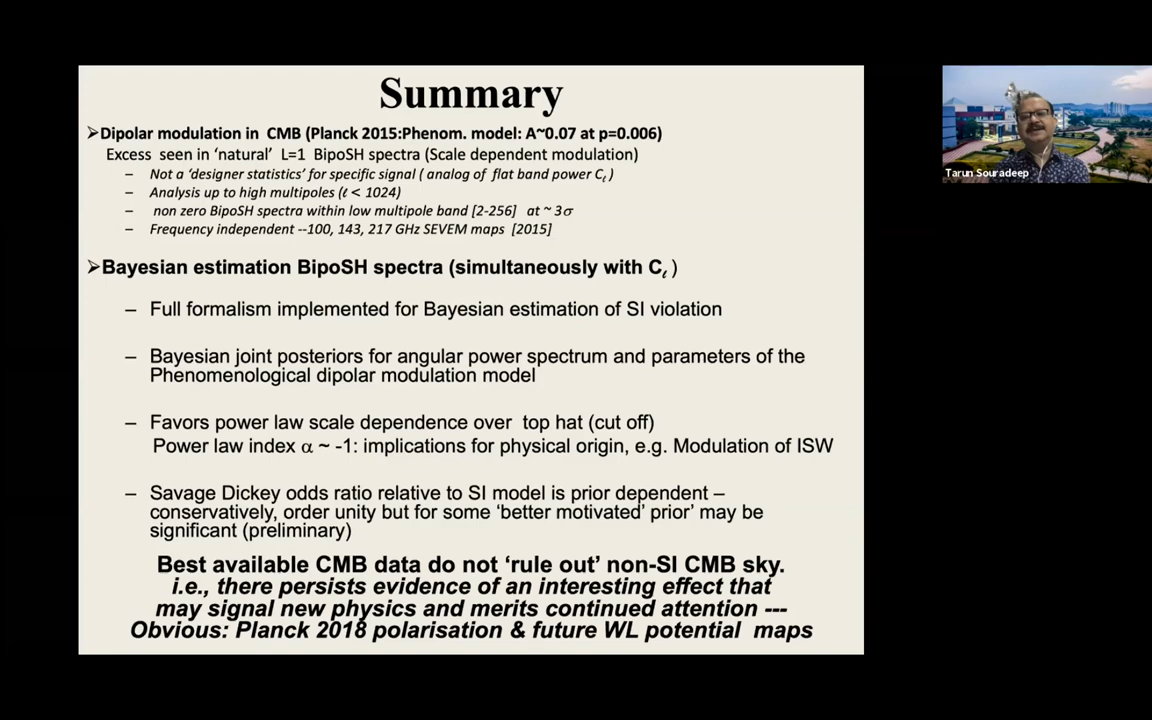 Summary
➢Dipolar modulation in CMB (Planck 2015:Phenom. model: A~0.07 at p=0.006)
Excess seen in ‘natural’ L=1 BipoSH spectra (Scale dependent modulation)
– Not a ‘designer statistics’ for specific signal ( analog of flat band power Cℓ )
– Analysis up to high multipoles (ℓ < 1024)
– non zero BipoSH spectra within low multipole band [2-256] at ~ 3σ
– Frequency independent --100, 143, 217 GHz SEVEM maps [2015]
➢Bayesian estimation BipoSH spectra (simultaneously with Cℓ )
– Full formalism implemented for Bayesian estimation of SI violation
– Bayesian joint posteriors for angular power spectrum and parameters of the
Phenomenological dipolar modulation model
– Favors power law scale dependence over top hat (cut off)
Power law index α ~ -1: implications for physical origin, e.g. Modulation of ISW
– Savage Dickey odds ratio relative to SI model is prior dependent –
conservatively, order unity but for some ‘better motivated’ prior’ may be
significant (preliminary)
Best available CMB data do not ‘rule out’ non-SI CMB sky.
i.e., there persists evidence of an interesting effect that
may signal new physics and merits continued attention ---
Obvious: Planck 2018 polarisation & future WL potential maps
Tarun Souradeep